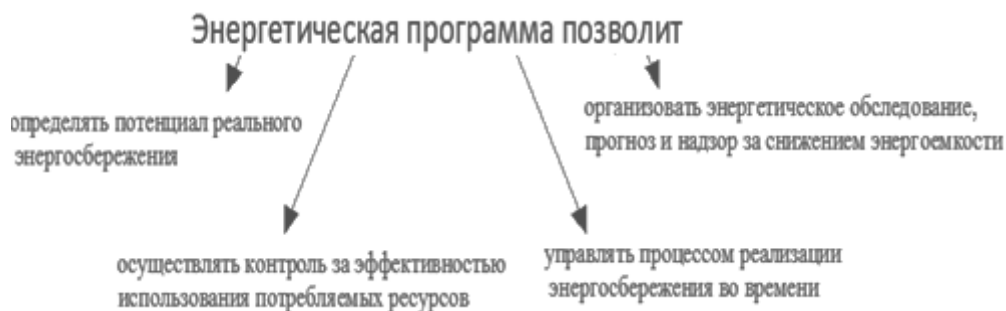 Энергетическая программа позволит
определять потенциал реального
энергосбережения
организовать энергетическое обследование,
прогноз и надзор за снижением энергоемкости
осуществлять контроль за эффективностью
использования потребляемых ресурсов
управлять процессом реализации
энергосбережения во времени